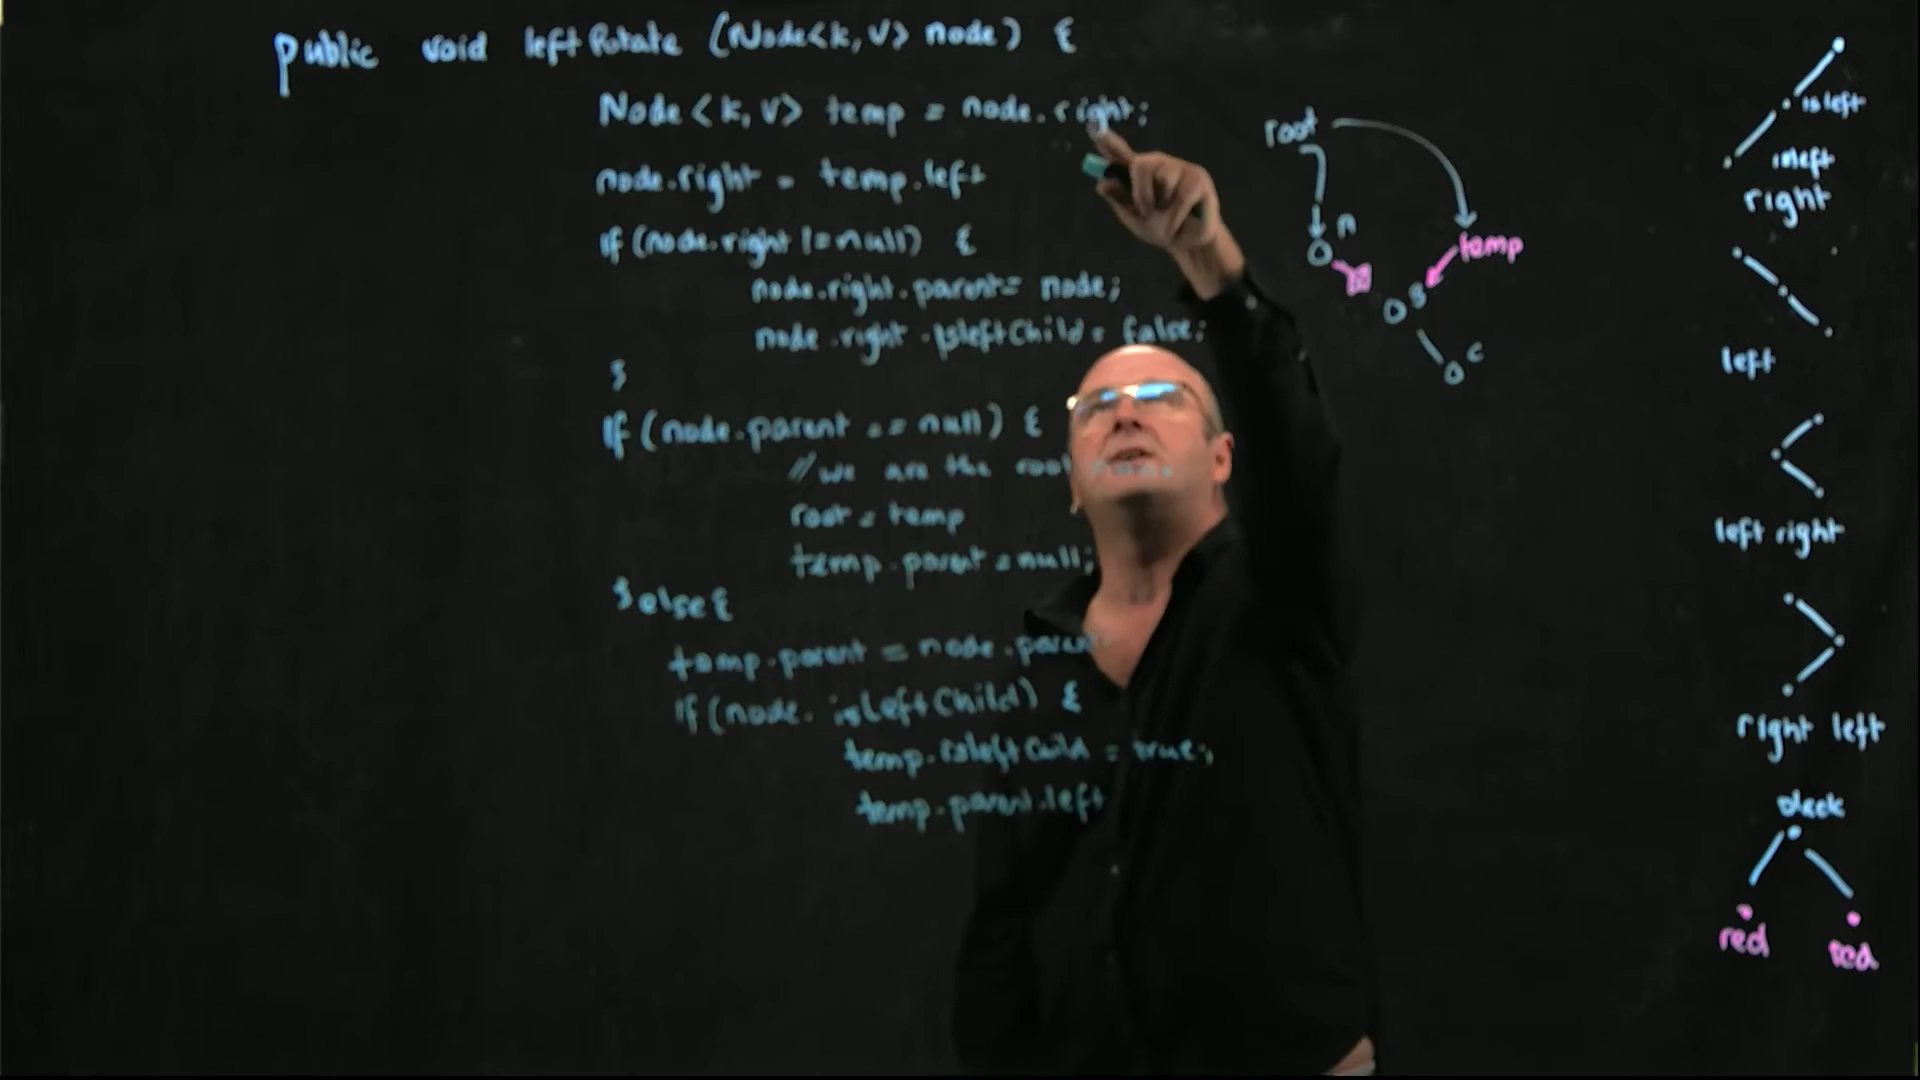 public void leftRotate (Node<k,V> node) {
Node <k, V> temp = node.right;
node.right = temp.left
if (node.right != null) {
node.right.parent = node;
node.right.isleftChild = false;
}
if (node.parent == null) {
// we are the root
root = temp
temp.parent = null;
} else {
temp.parent = node.
if (node. isLeftChild) {
temp.isleftChild = true;
temp.parent.left
root
n
temp
B
c
isleft
isleft
right
left
left right
right left
black
red
red